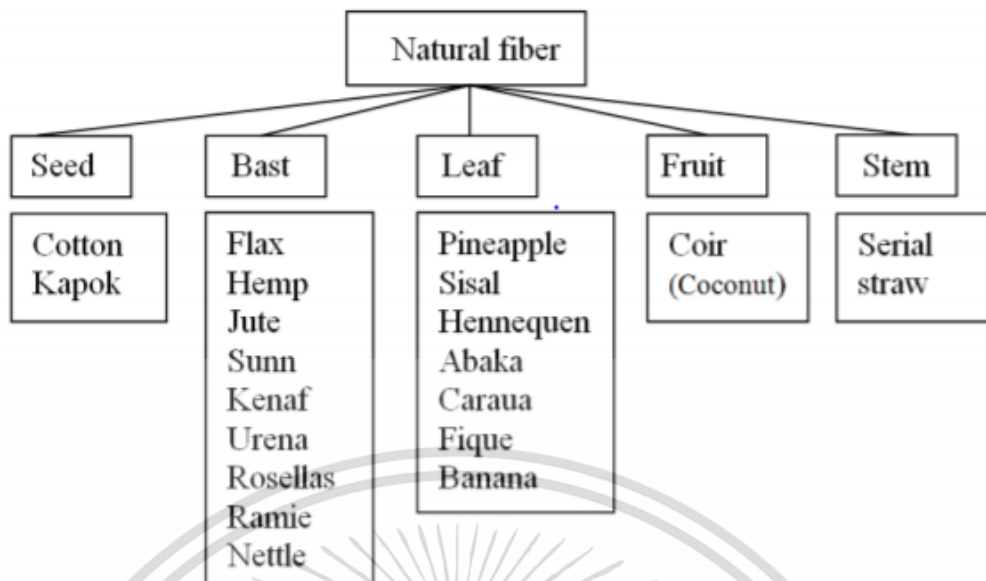 Natural fiber
Seed
Bast
Leaf
Fruit
Stem
Cotton
Kapok
Flax
Hemp
Jute
Sunn
Kenaf
Urena
Rosellas
Ramie
Nettle
Pineapple
Sisal
Hennequen
Abaka
Caraua
Fique
Banana
Coir
(Coconut)
Serial
straw